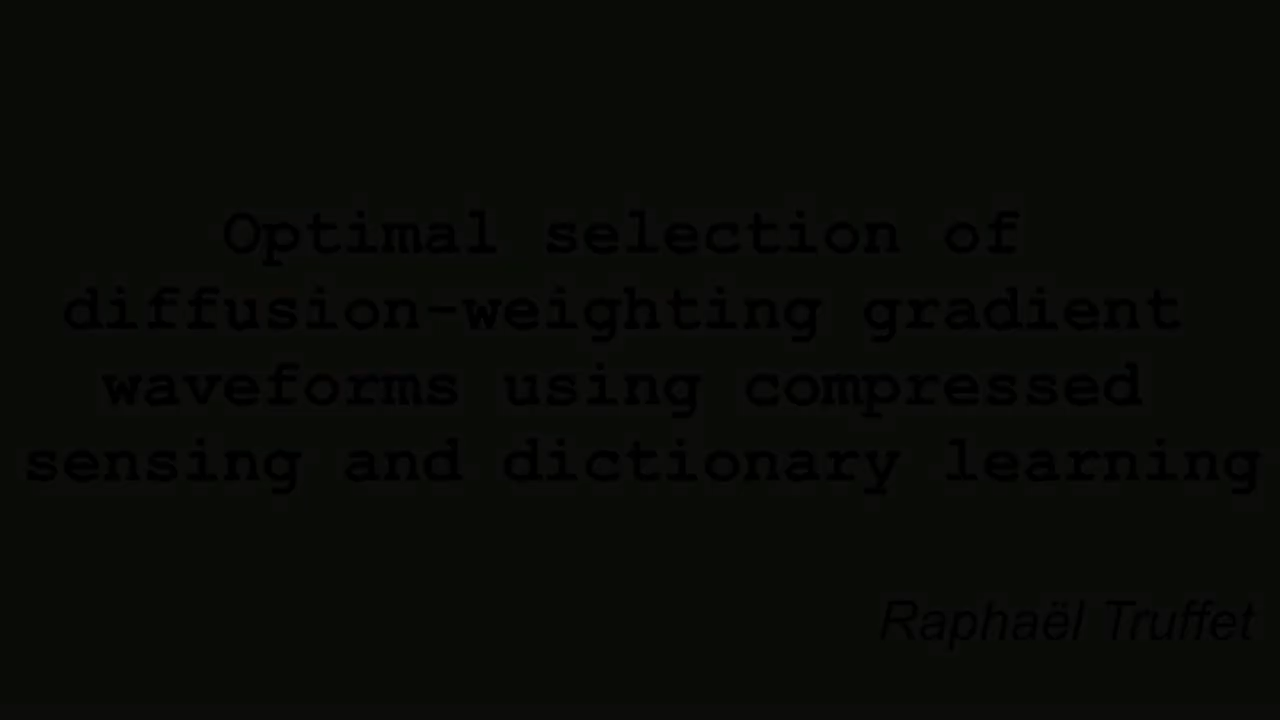 Optimal selection of
diffusion-weighting gradient
waveforms using compressed
sensing and dictionary learning
Raphaël Truffet